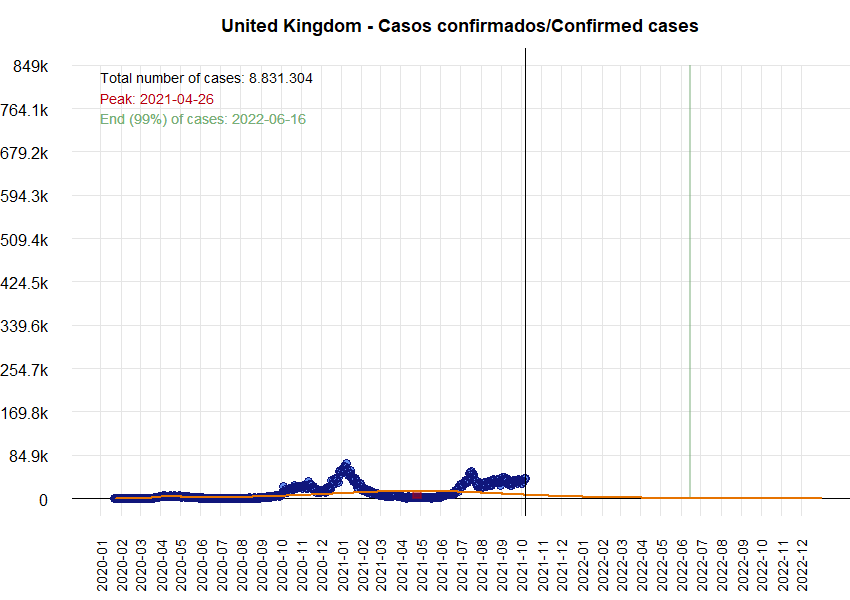 United Kingdom - Casos confirmados/Confirmed cases
849k
Total number of cases: 8.831.304
Peak: 2021-04-26
764.1k
End (99%) of cases: 2022-06-16
679.2k
594.3k
509.4k
424.5k
339.6k
254.7k
169.8k
84.9k
0
2020-01
2020-02
2020-03
2020-04
2020-05
2020-06
2020-07
2020-08
2020-09
2020-10
2020-11
2020-12
2021-01
2021-02
2021-03
2021-04
2021-05
2021-06
2021-07
2021-08
2021-09
2021-10
2021-11
2021-12
2022-01
2022-02
2022-03
2022-04
2022-05
2022-06
2022-07
2022-08
2022-09
2022-10
2022-11
2022-12